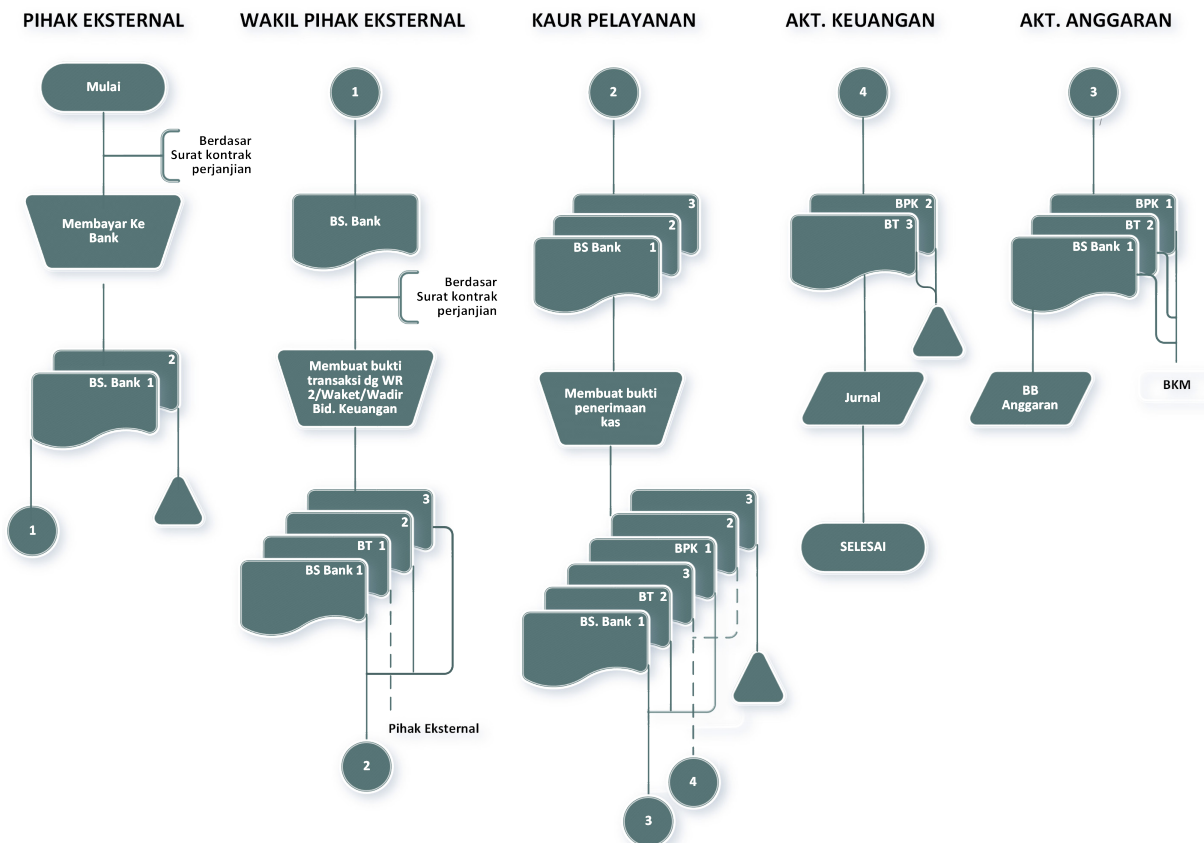 PIHAK EKSTERNAL
Mulai
Berdasar
Surat kontrak
perjanjian
Membayar Ke
Bank
2
BS. Bank 1
1
WAKIL PIHAK EKSTERNAL
1
BS. Bank
Berdasar
Surat kontrak
perjanjian
Membuat bukti
transaksi dg WR
2/Waket/Wadir
Bid. Keuangan
3
2
BT 1
BS Bank 1
Pihak Eksternal
2
KAUR PELAYANAN
2
3
2
BS Bank 1
Membuat bukti
penerimaan
kas
3
2
BPK 1
3
BT 2
BS. Bank 1
4
3
AKT. KEUANGAN
4
BPK 2
BT 3
Jurnal
SELESAI
AKT. ANGGARAN
3
BPK 1
BT 2
BS Bank 1
BB
Anggaran
BKM